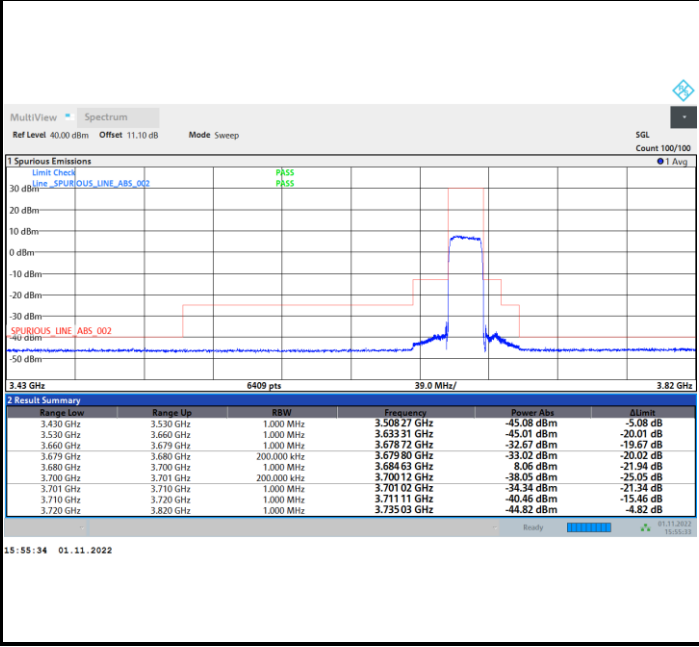 MultiView Spectrum
Ref Level 40.00 dBm Offset 11.10 dB Mode Sweep SGL
Count 100/100
1 Spurious Emissions 1 Avg
Limit Check PASS
Line _SPURIOUS_LINE_ABS_002 PASS
30 dBm
20 dBm
10 dBm
0 dBm
-10 dBm
-20 dBm
-30 dBm
_SPURIOUS_LINE_ABS_002
-40 dBm
-50 dBm
3.43 GHz 6409 pts 39.0 MHz/ 3.82 GHz
2 Result Summary
Range Low Range Up RBW Frequency Power Abs ΔLimit
3.430 GHz 3.530 GHz 1.000 MHz 3.508 27 GHz -45.08 dBm -5.08 dB
3.530 GHz 3.660 GHz 1.000 MHz 3.633 31 GHz -45.01 dBm -20.01 dB
3.660 GHz 3.679 GHz 1.000 MHz 3.678 72 GHz -32.67 dBm -19.67 dB
3.679 GHz 3.680 GHz 200.000 kHz 3.679 80 GHz -33.02 dBm -20.02 dB
3.680 GHz 3.700 GHz 1.000 MHz 3.684 63 GHz 8.06 dBm -21.94 dB
3.700 GHz 3.701 GHz 200.000 kHz 3.700 12 GHz -38.05 dBm -25.05 dB
3.701 GHz 3.710 GHz 1.000 MHz 3.701 02 GHz -34.34 dBm -21.34 dB
3.710 GHz 3.720 GHz 1.000 MHz 3.711 11 GHz -40.46 dBm -15.46 dB
3.720 GHz 3.820 GHz 1.000 MHz 3.735 03 GHz -44.82 dBm -4.82 dB
Ready 01.11.2022
15:55:33
15:55:34 01.11.2022